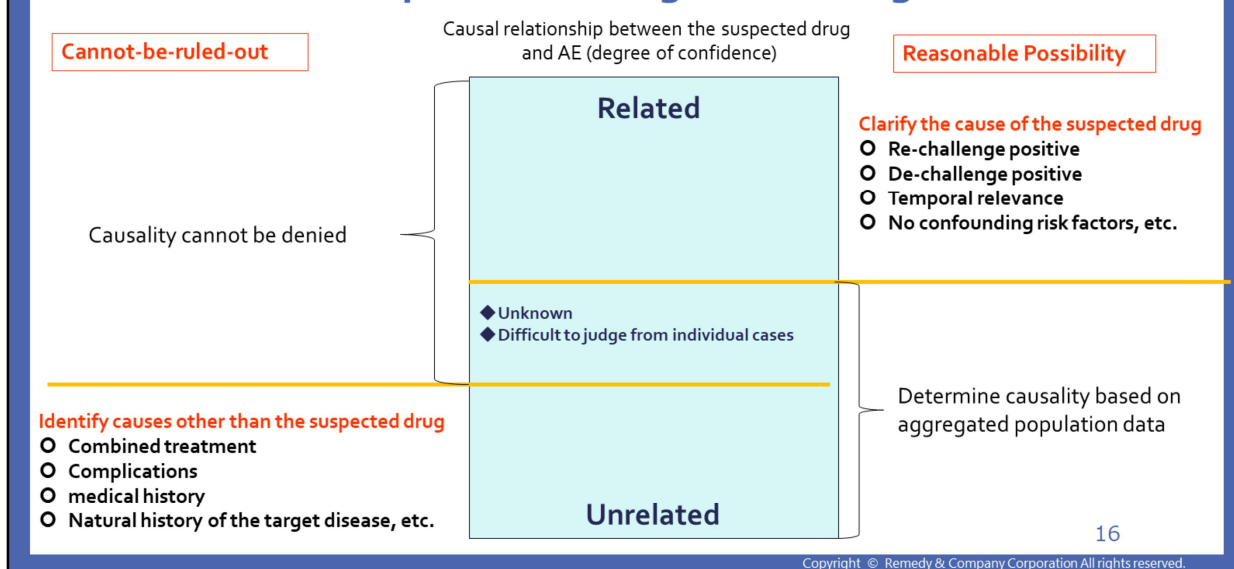 Causal relationship between the suspected drug
and AE (degree of confidence)
Cannot-be-ruled-out
Reasonable Possibility
Related
Clarify the cause of the suspected drug
Re-challenge positive
De-challenge positive
Temporal relevance
No confounding risk factors, etc.
Causality cannot be denied
◆Unknown
◆Difficult to judge from individual cases
Determine causality based on
aggregated population data
Identify causes other than the suspected drug
Combined treatment
Complications
medical history
Natural history of the target disease, etc.
Unrelated
16
Copyright © Remedy & Company Corporation All rights reserved.